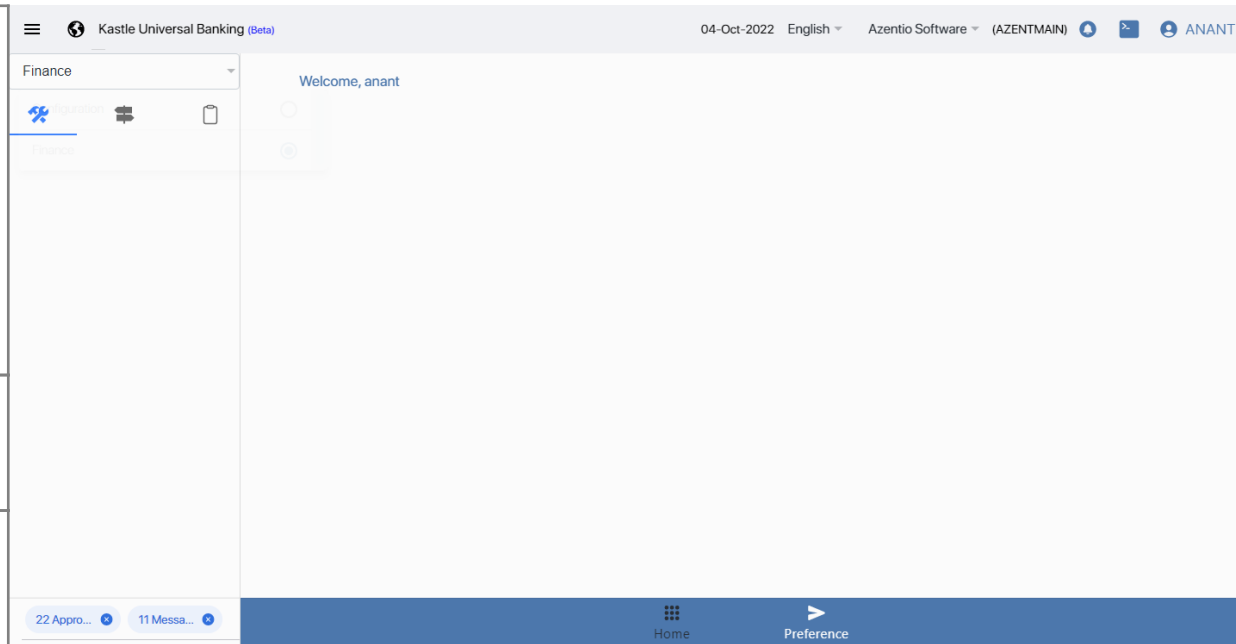 Kastle Universal Banking (Beta) 04-Oct-2022 English Azentio Software (AZENTMAIN) ANANT
Finance
Welcome, anant
Finance
22 Appro... 11 Messa...
Home Preference